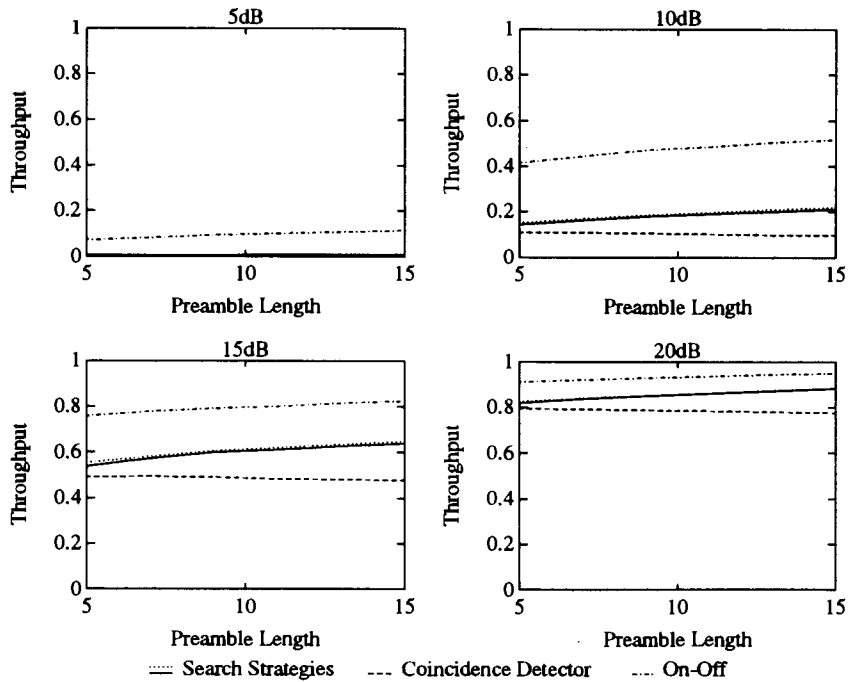 5dB
1
0.8
0.6
0.4
0.2
0
Throughput
5
10
15
Preamble Length
10dB
1
0.8
0.6
0.4
0.2
0
Throughput
5
10
15
Preamble Length
15dB
1
0.8
0.6
0.4
0.2
0
Throughput
5
10
15
Preamble Length
20dB
1
0.8
0.6
0.4
0.2
0
Throughput
5
10
15
Preamble Length
Search Strategies
Coincidence Detector
On-Off